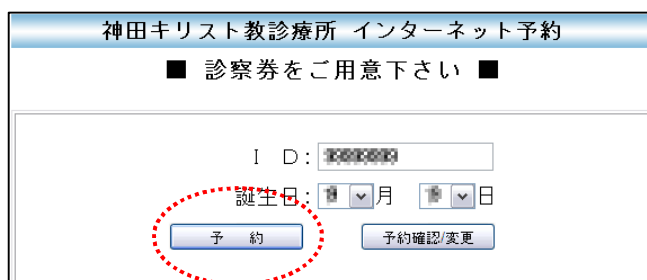 神田キリスト教診療所 インターネット予約
■ 診察券をご用意下さい ■
Ｉ Ｄ:
誕生日: 月 日
予 約 予約確認/変更